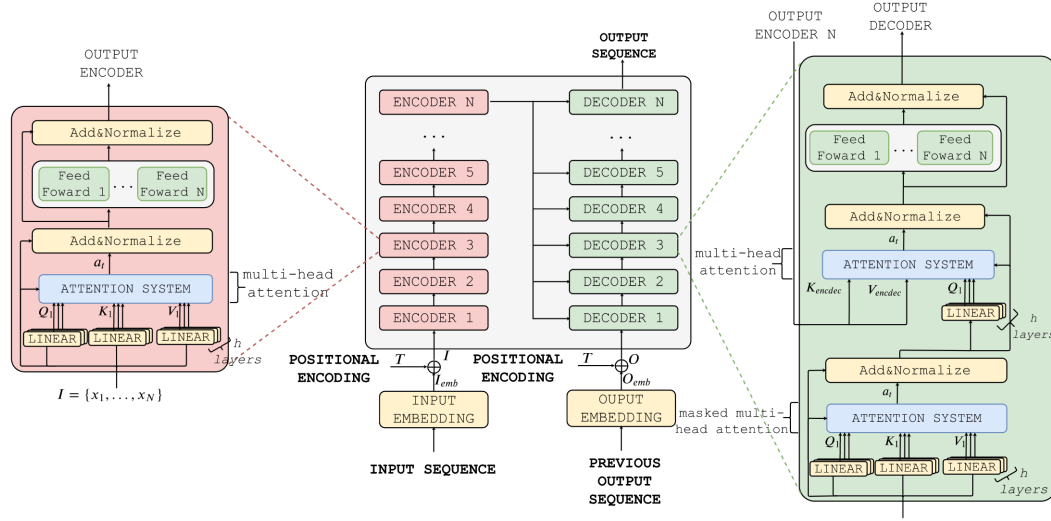 OUTPUT
ENCODER
Add&Normalize
Feed
Foward 1
...
Feed
Foward N
Add&Normalize
a_t
ATTENTION SYSTEM
multi-head
attention
Q_1
K_1
V_1
LINEAR
LINEAR
LINEAR
h
layers
I = {x_1, . . . , x_N}
OUTPUT
SEQUENCE
ENCODER N
DECODER N
...
...
ENCODER 5
DECODER 5
ENCODER 4
DECODER 4
ENCODER 3
DECODER 3
ENCODER 2
DECODER 2
ENCODER 1
DECODER 1
POSITIONAL
ENCODING
T
I
I_emb
POSITIONAL
ENCODING
T
O
O_emb
INPUT
EMBEDDING
OUPUT
EMBEDDING
INPUT SEQUENCE
PREVIOUS
OUTPUT
SEQUENCE
OUTPUT
ENCODER N
OUTPUT
DECODER
Add&Normalize
Feed
Foward 1
...
Feed
Foward N
Add&Normalize
a_t
multi-head
attention
ATTENTION SYSTEM
K_encdec
V_encdec
Q_1
LINEAR
h
layers
Add&Normalize
a_t
masked multi-
head attention
ATTENTION SYSTEM
Q_1
K_1
V_1
LINEAR
LINEAR
LINEAR
h
layers